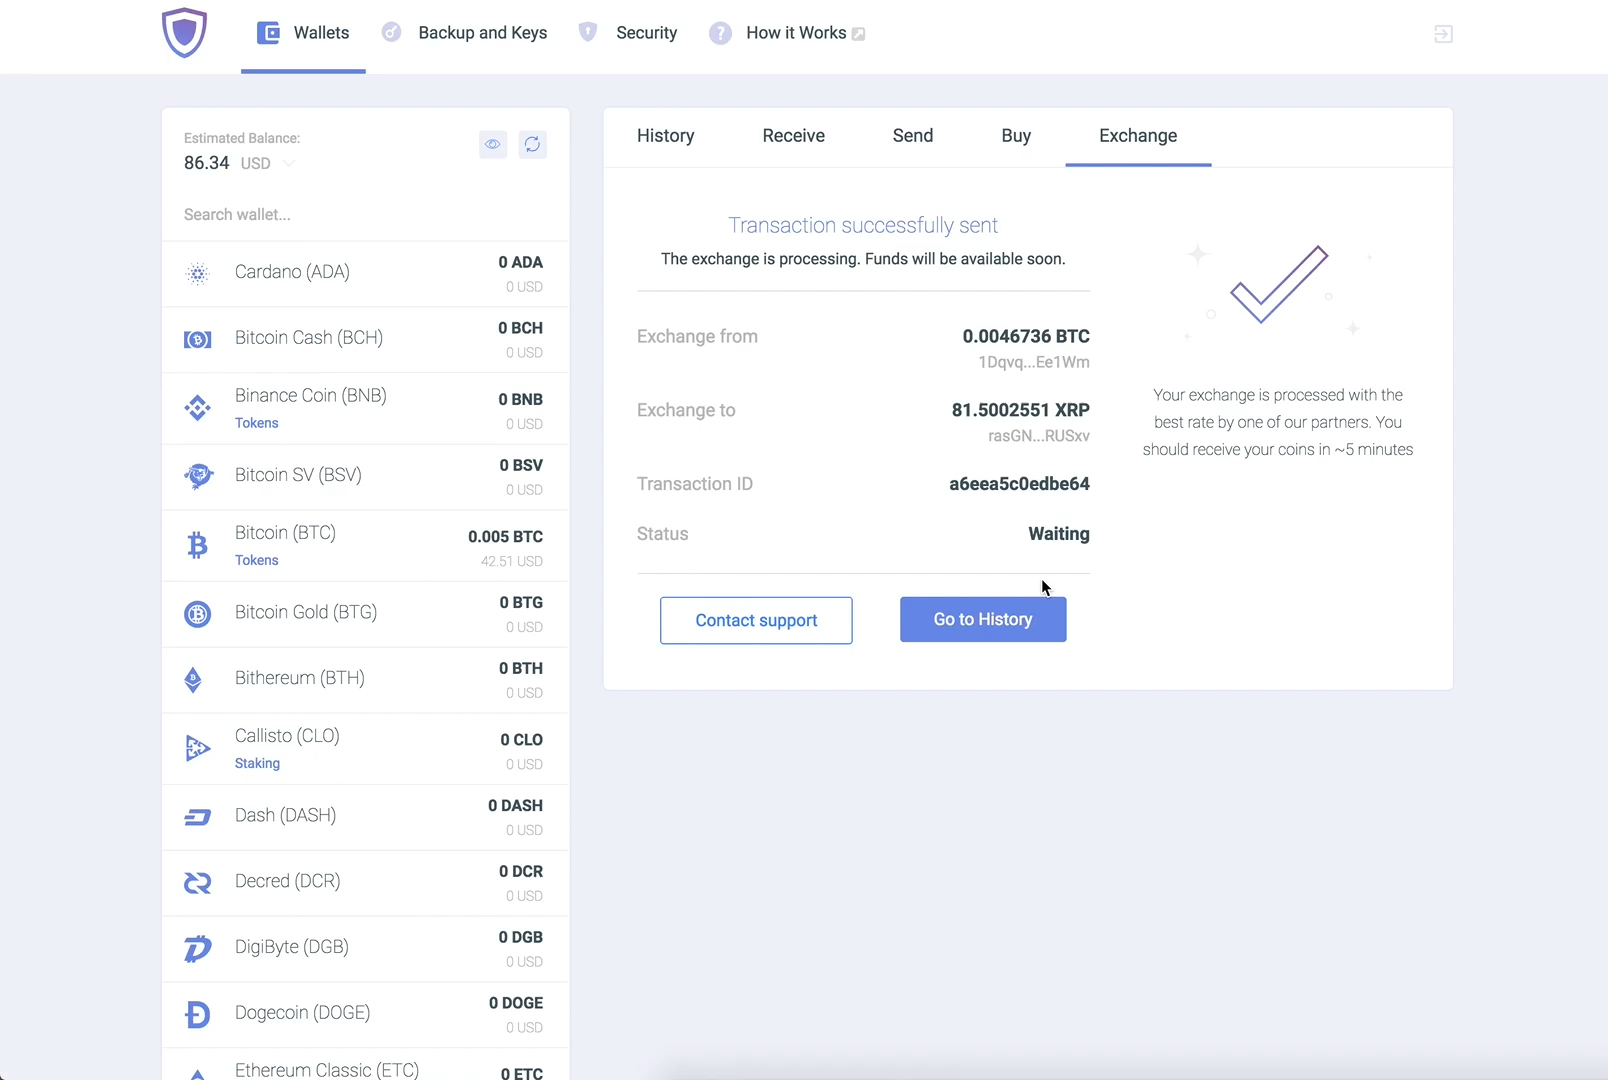 Wallets
Backup and Keys
Security
How it Works
Estimated Balance:
86.34 USD
Search wallet...
Cardano (ADA)
0 ADA
0 USD
Bitcoin Cash (BCH)
0 BCH
0 USD
Binance Coin (BNB)
Tokens
0 BNB
0 USD
Bitcoin SV (BSV)
0 BSV
0 USD
Bitcoin (BTC)
Tokens
0.005 BTC
42.51 USD
Bitcoin Gold (BTG)
0 BTG
0 USD
Bithereum (BTH)
0 BTH
0 USD
Callisto (CLO)
Staking
0 CLO
0 USD
Dash (DASH)
0 DASH
0 USD
Decred (DCR)
0 DCR
0 USD
DigiByte (DGB)
0 DGB
0 USD
Dogecoin (DOGE)
0 DOGE
0 USD
Ethereum Classic (ETC)
0 ETC
History
Receive
Send
Buy
Exchange
Transaction successfully sent
The exchange is processing. Funds will be available soon.
Exchange from
0.0046736 BTC
1Dqvq...Ee1Wm
Exchange to
81.5002551 XRP
rasGN...RUSxv
Transaction ID
a6eea5c0edbe64
Status
Waiting
Contact support
Go to History
Your exchange is processed with the
best rate by one of our partners. You
should receive your coins in ~5 minutes